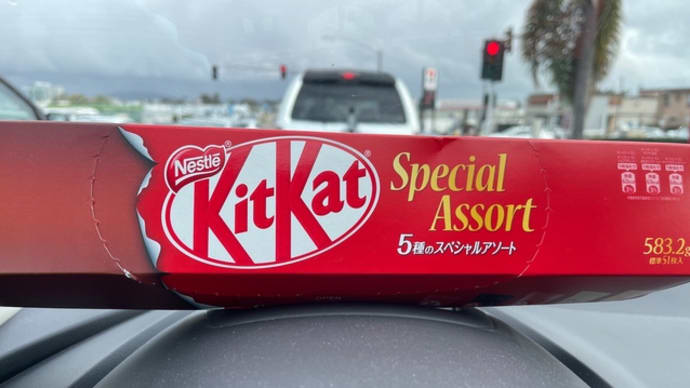 Nestlé
KitKat
Special
Assort
5種のスペシャルアソート
583.2g
標準51枚入
OPEN